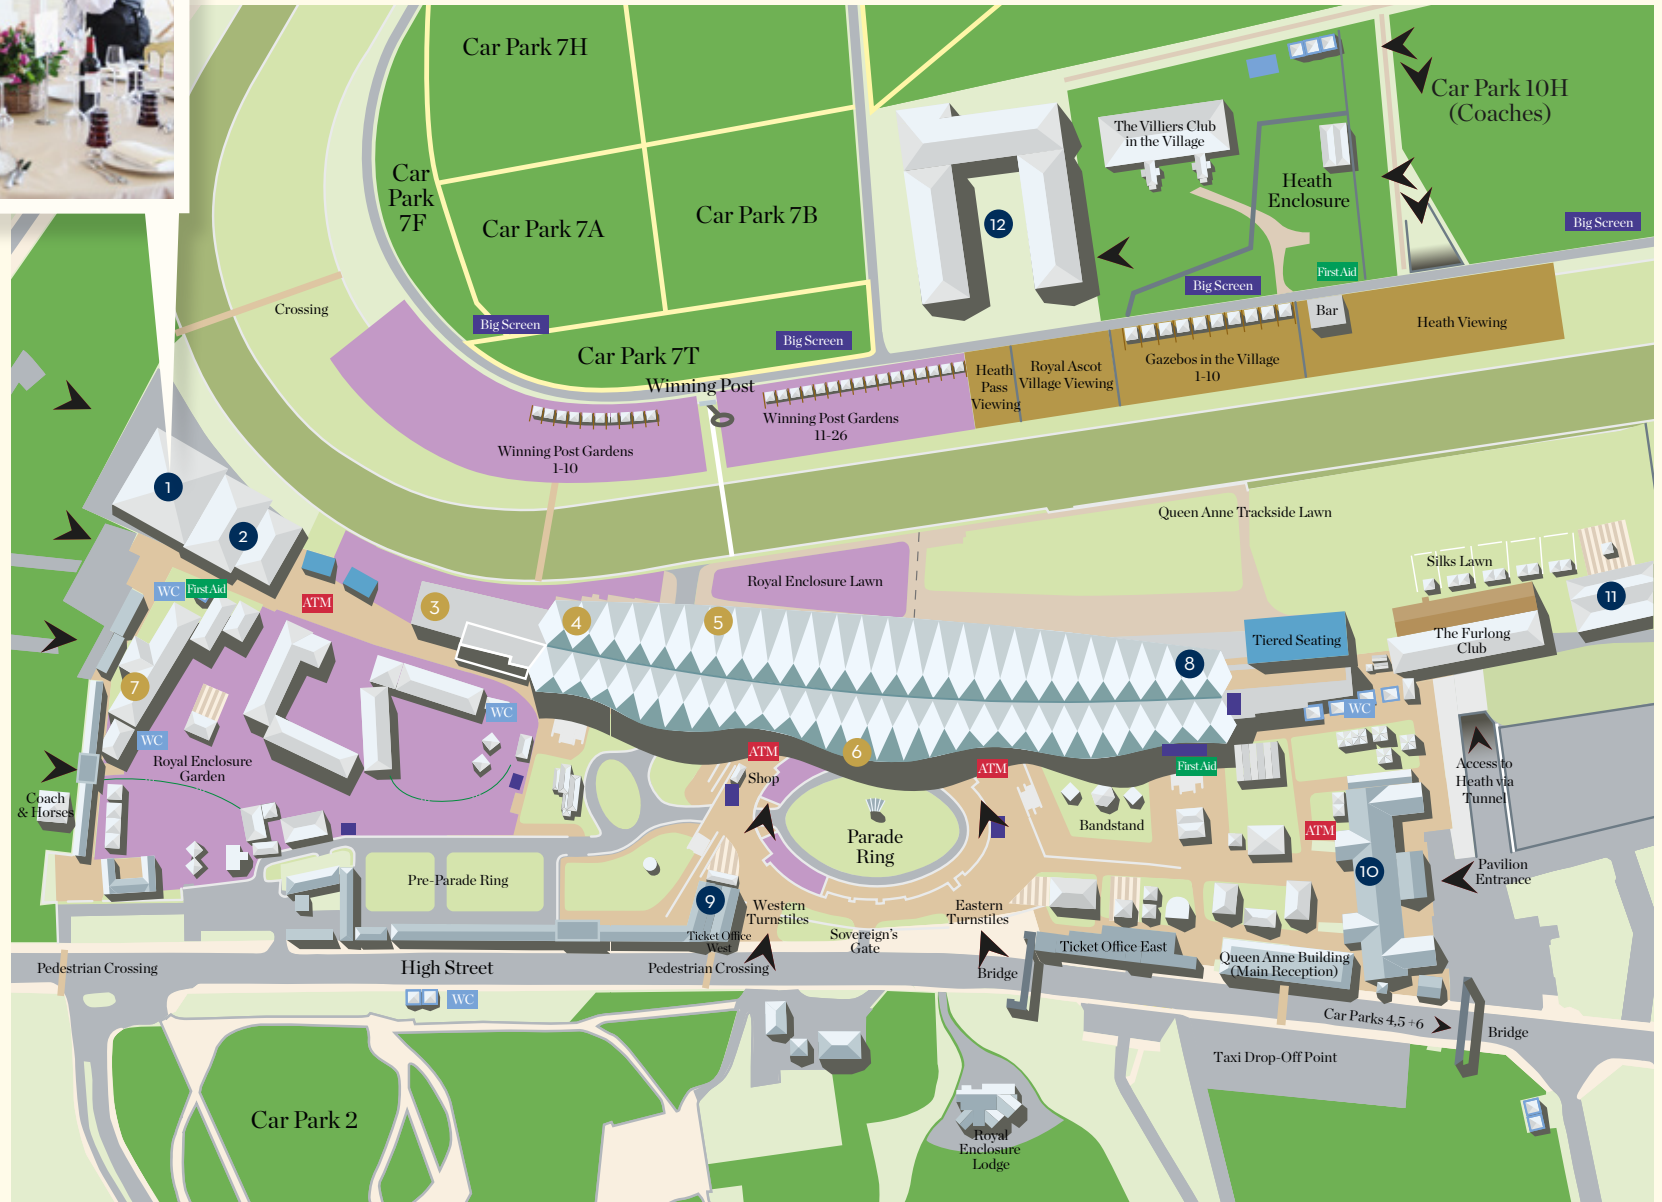 Car Park 7H
Car Park 10H
(Coaches)
The Villiers Club
in the Village
Car
Park
7F
Car Park 7A
Car Park 7B
Heath
Enclosure
12
Big Screen
First Aid
Big Screen
Crossing
Big Screen
Big Screen
Bar
Heath Viewing
Car Park 7T
Winning Post
Heath
Pass
Viewing
Royal Ascot
Village Viewing
Gazebos in the Village
1-10
Winning Post Gardens
11-26
Winning Post Gardens
1-10
1
2
Queen Anne Trackside Lawn
Silks Lawn
Royal Enclosure Lawn
WC
First Aid
ATM
3
4
5
11
Tiered Seating
The Furlong
Club
8
7
WC
WC
WC
Royal Enclosure
Garden
ATM
6
ATM
First Aid
Shop
Access to
Heath via
Tunnel
Coach
& Horses
Parade
Ring
Bandstand
ATM
Pre-Parade Ring
10
Pavilion
Entrance
9
Western
Turnstiles
Eastern
Turnstiles
Ticket Office
West
Sovereign's
Gate
Ticket Office East
Queen Anne Building
(Main Reception)
Pedestrian Crossing
High Street
Pedestrian Crossing
Bridge
WC
Car Parks 4,5 +6
Bridge
Taxi Drop-Off Point
Car Park 2
Royal
Enclosure
Lodge